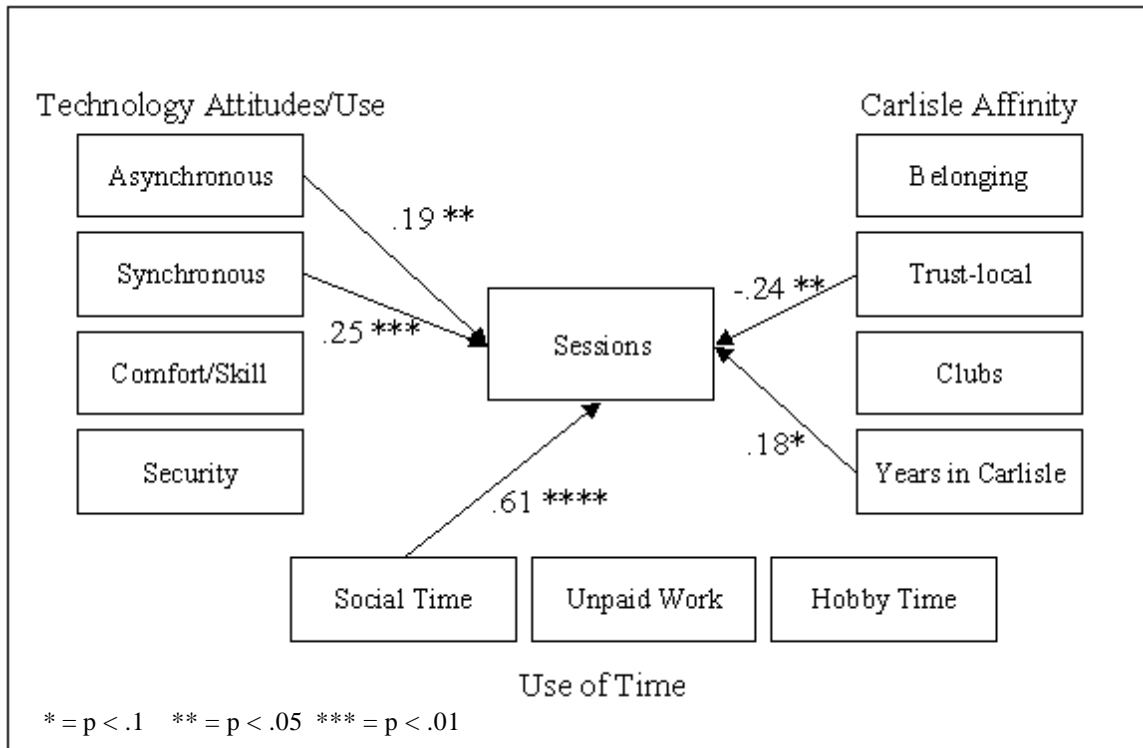 Technology Attitudes/Use
Carlisle Affinity
Asynchronous
Belonging
.19 **
Synchronous
Trust-local
-.24 **
.25 ***
Sessions
Comfort/Skill
Clubs
.18*
Security
Years in Carlisle
.61 ****
Social Time
Unpaid Work
Hobby Time
Use of Time
* = p < .1 ** = p < .05 *** = p < .01